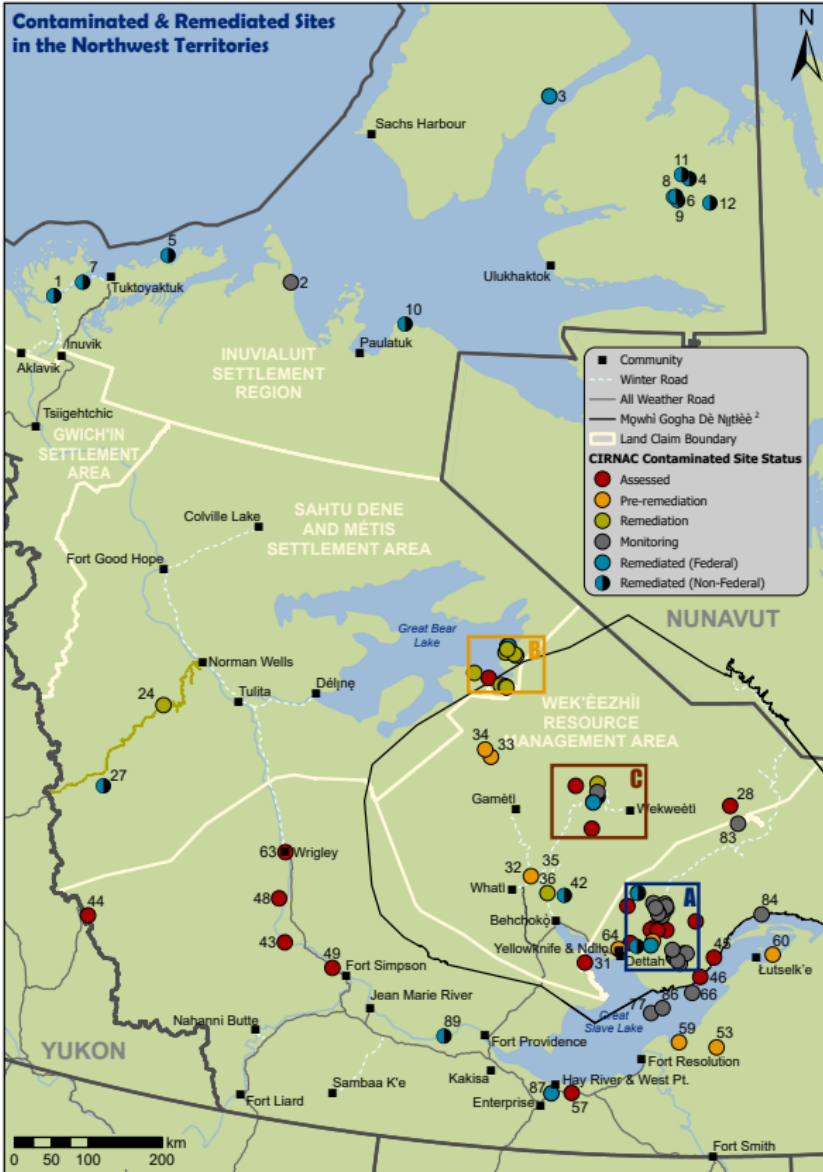 Contaminated & Remediated Sites
in the Northwest Territories
N
3
Sachs Harbour
11
8
4
6
12
9
5
7
1
Tuktoyaktuk
2
Ulukhaktok
10
Inuvik
Paulatuk
Aklavik
INUVIALUIT
SETTLEMENT
REGION
Tsiigehtchic
GWICH'IN
SETTLEMENT
AREA
Community
Winter Road
All Weather Road
Mǫwhì Gogha Dè Nįįtłèè ²
Land Claim Boundary
CIRNAC Contaminated Site Status
Assessed
Pre-remediation
Remediation
Monitoring
Remediated (Federal)
Remediated (Non-Federal)
SAHTU DENE
AND MÉTIS
SETTLEMENT AREA
Colville Lake
Fort Good Hope
NUNAVUT
Great Bear
Lake
B
Norman Wells
24
Tulita
Délı̨nę
WEK'ÈEZHÌI
RESOURCE
MANAGEMENT AREA
34
33
27
C
28
Gamètì
Wekweètì
83
63
Wrigley
35
32
36
42
Whatì
A
48
44
84
Behchokǫ̀
43
64
45
60
Yellowknife & Ndılǫ
Dettah
31
Łutselk'e
49
Fort Simpson
46
66
86
77
Jean Marie River
Great
Slave Lake
Nahanni Butte
89
Fort Providence
59
53
YUKON
Fort Resolution
Kakisa
Hay River & West Pt.
87
57
Sambaa K'e
Fort Liard
Enterprise
0
50
100
200
km
Fort Smith